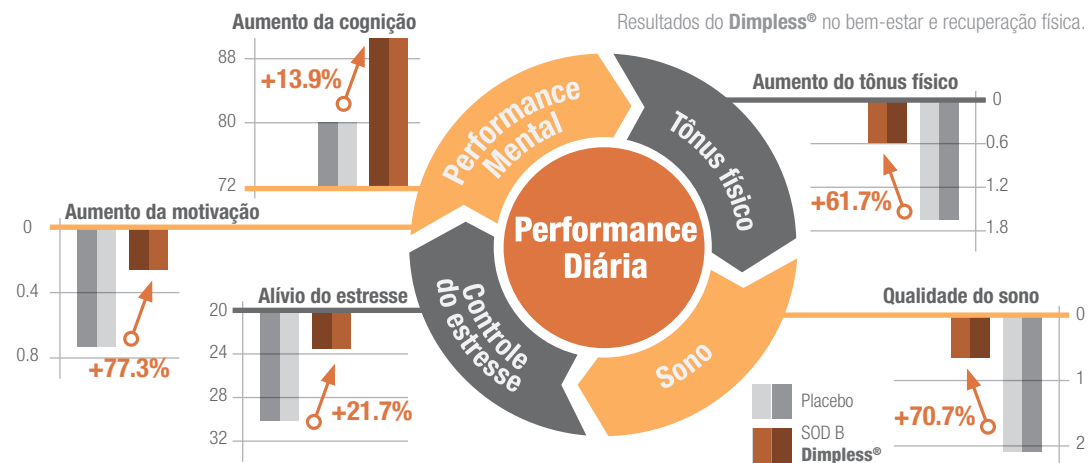 Resultados do Dimpless® no bem-estar e recuperação física.
Aumento da cognição
88
80
72
+13.9%
Aumento da motivação
0
0.4
0.8
+77.3%
Alívio do estresse
20
24
28
32
+21.7%
Performance
Mental
Tônus físico
Sono
Controle
do estresse
Performance
Diária
Aumento do tônus físico
0
0.6
1.2
1.8
+61.7%
Qualidade do sono
0
1
2
+70.7%
Placebo
SOD B
Dimpless®